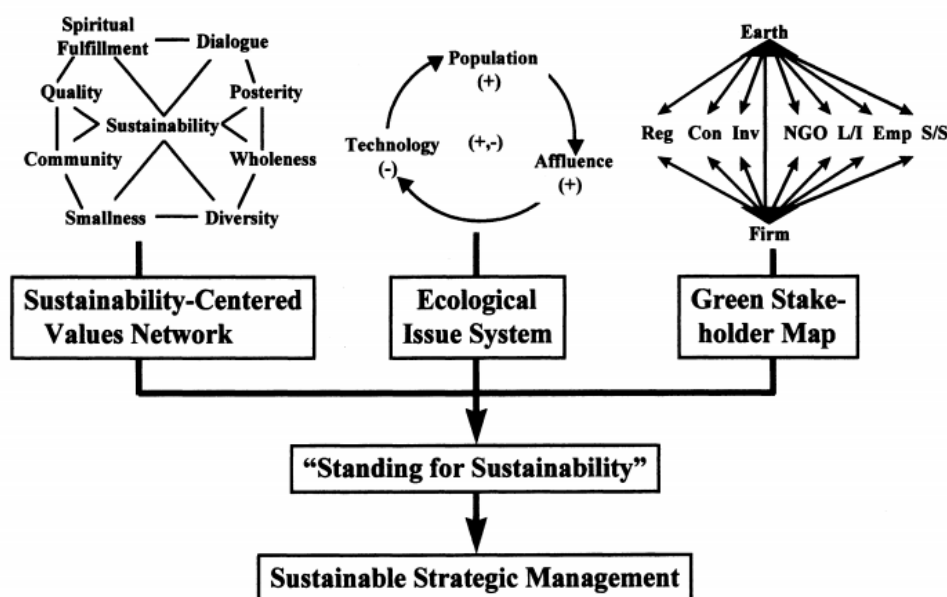 Spiritual
Fulfillment
Dialogue
Quality
Posterity
Sustainability
Community
Wholeness
Smallness
Diversity
Population
(+)
Technology
(-)
(+,-)
Affluence
(+)
Earth
Reg Con Inv NGO L/I Emp S/S
Firm
Sustainability-Centered
Values Network
Ecological
Issue System
Green Stake-
holder Map
“Standing for Sustainability”
Sustainable Strategic Management